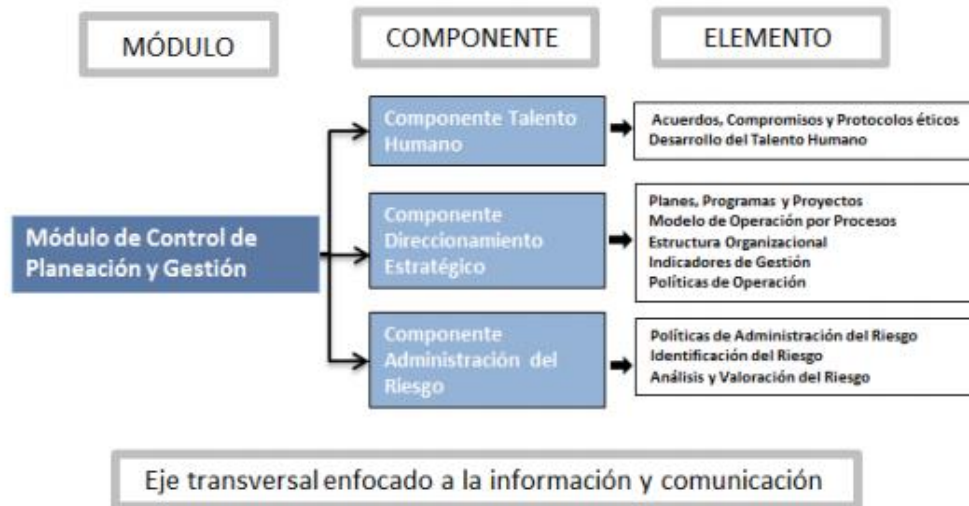 MÓDULO
COMPONENTE
ELEMENTO
Módulo de Control de
Planeación y Gestión
Componente Talento
Humano
Acuerdos, Compromisos y Protocolos éticos
Desarrollo del Talento Humano
Componente
Direccionamiento
Estratégico
Planes, Programas y Proyectos
Modelo de Operación por Procesos
Estructura Organizacional
Indicadores de Gestión
Políticas de Operación
Componente
Administración del
Riesgo
Políticas de Administración del Riesgo
Identificación del Riesgo
Análisis y Valoración del Riesgo
Eje transversal enfocado a la información y comunicación